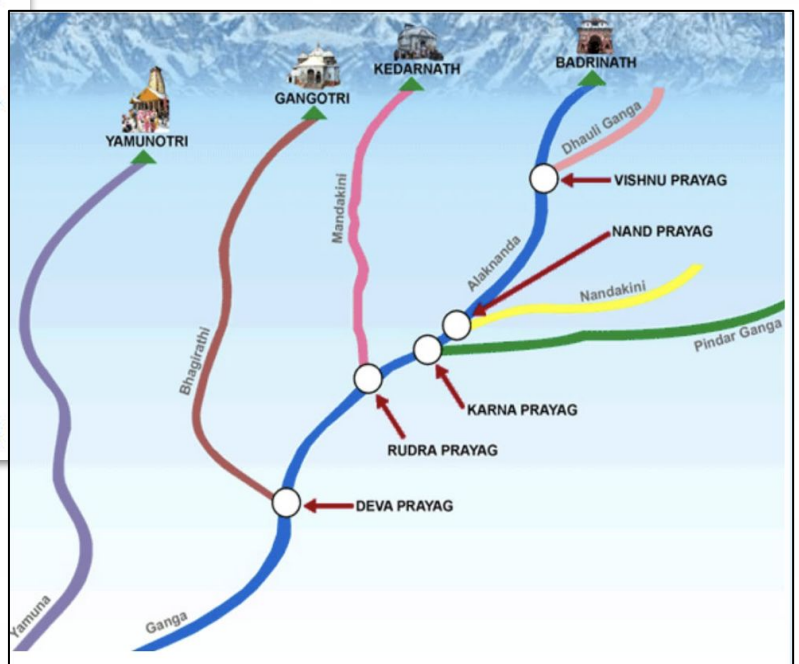 BADRINATH
KEDARNATH
GANGOTRI
YAMUNOTRI
Dhauli Ganga
VISHNU PRAYAG
Mandakini
NAND PRAYAG
Alaknanda
Nandakini
Pindar Ganga
Bhagirathi
KARNA PRAYAG
RUDRA PRAYAG
DEVA PRAYAG
Yamuna
Ganga